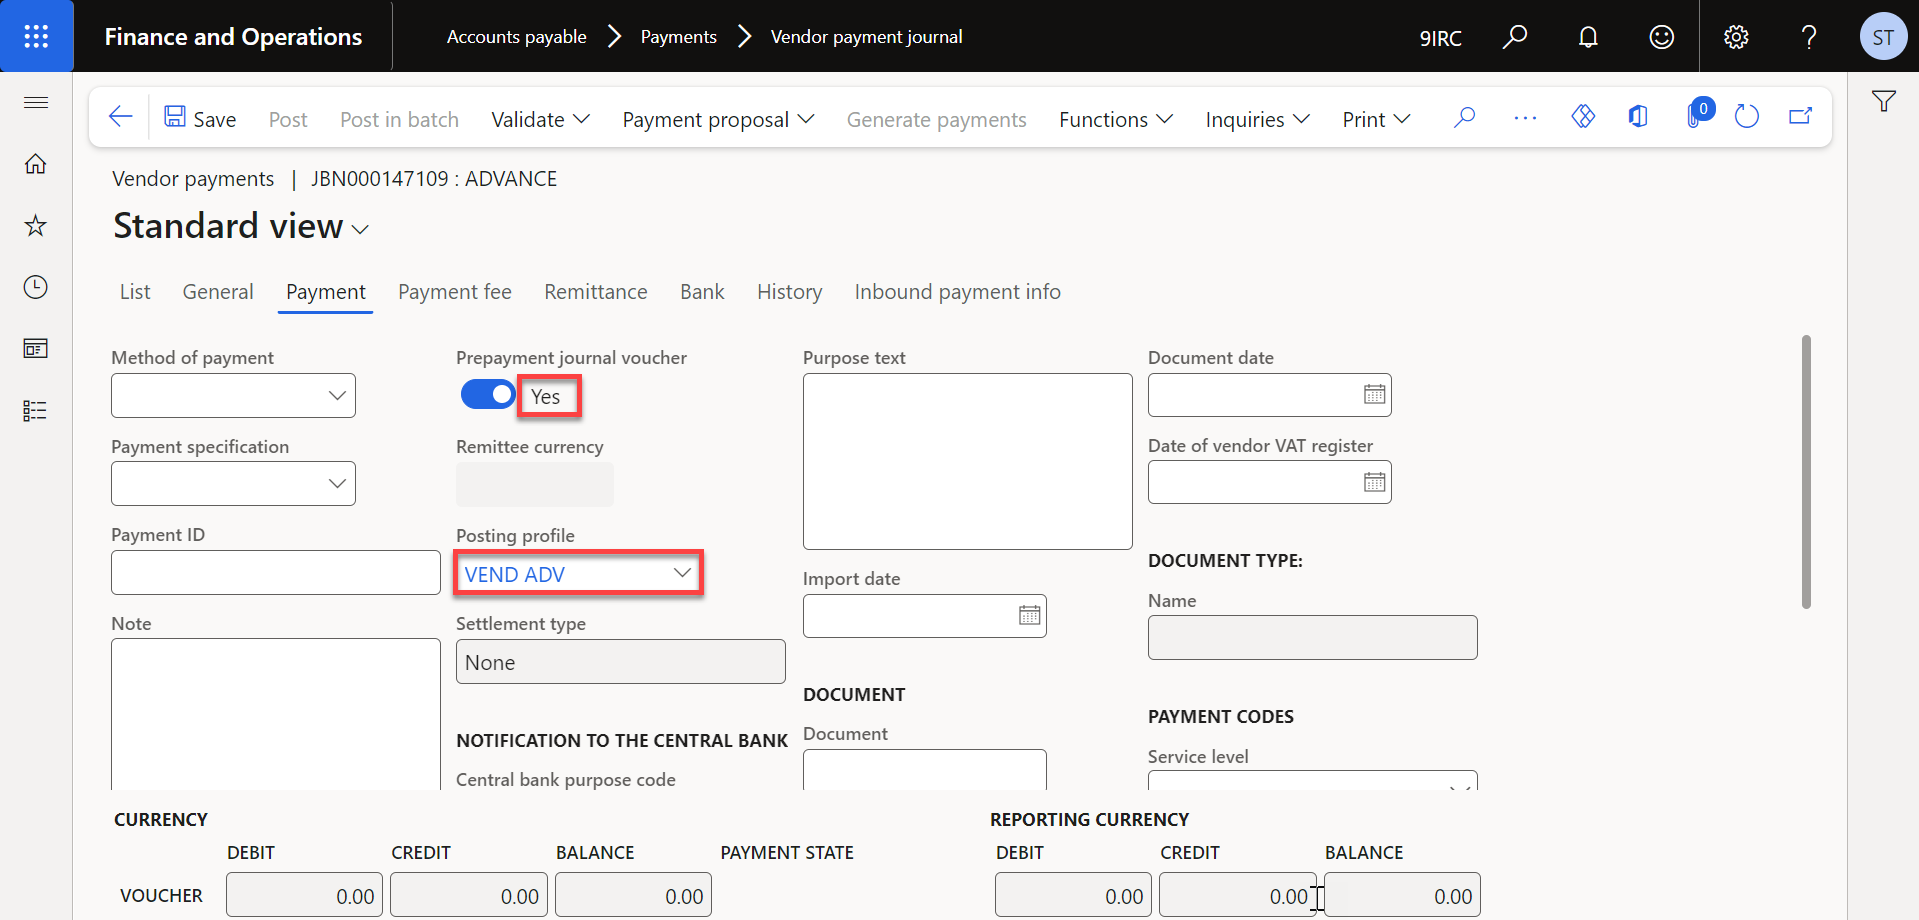 Finance and Operations
Accounts payable > Payments > Vendor payment journal
9IRC
?
ST
Save
Post
Post in batch
Validate
Payment proposal
Generate payments
Functions
Inquiries
Print
...
0
Vendor payments | JBN000147109 : ADVANCE
Standard view
List
General
Payment
Payment fee
Remittance
Bank
History
Inbound payment info
Method of payment
Payment specification
Payment ID
Note
Prepayment journal voucher
Yes
Remittee currency
Posting profile
VEND ADV
Settlement type
None
NOTIFICATION TO THE CENTRAL BANK
Central bank purpose code
Purpose text
Import date
DOCUMENT
Document
Document date
Date of vendor VAT register
DOCUMENT TYPE:
Name
PAYMENT CODES
Service level
CURRENCY
REPORTING CURRENCY
DEBIT CREDIT BALANCE PAYMENT STATE DEBIT CREDIT BALANCE
VOUCHER 0.00 0.00 0.00 0.00 0.00 0.00